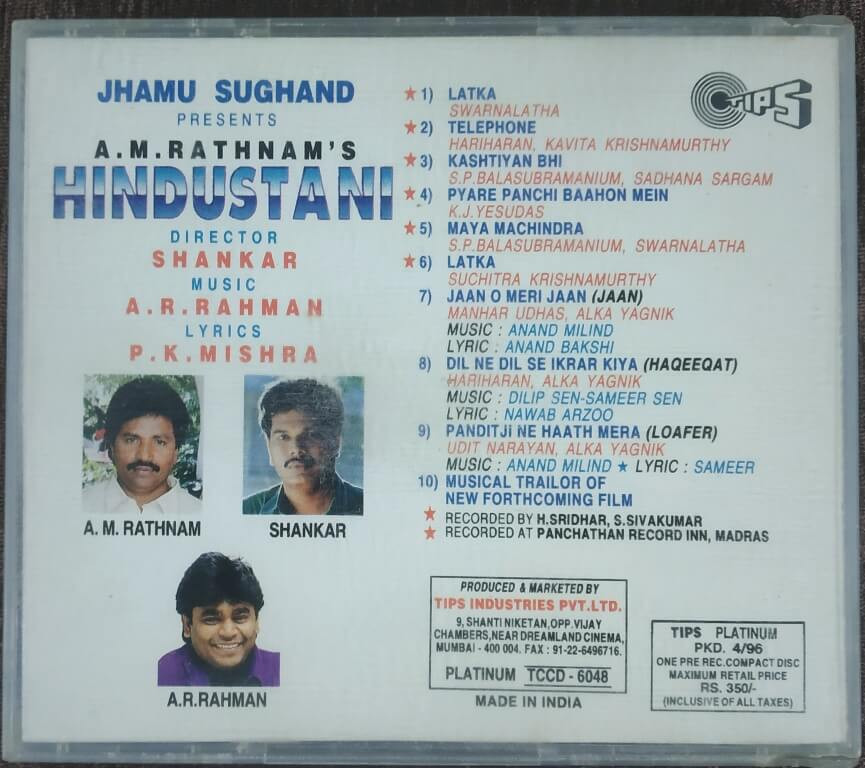 JHAMU SUGHAND
PRESENTS
A.M.RATHNAM'S
HINDUSTANI
DIRECTOR
SHANKAR
MUSIC
A.R.RAHMAN
LYRICS
P.K.MISHRA
A. M. RATHNAM
SHANKAR
A.R.RAHMAN
TIPS
★ 1) LATKA
SWARNALATHA
★ 2) TELEPHONE
HARIHARAN, KAVITA KRISHNAMURTHY
★ 3) KASHTIYAN BHI
S.P.BALASUBRAMANIUM, SADHANA SARGAM
★ 4) PYARE PANCHI BAAHON MEIN
K.J.YESUDAS
★ 5) MAYA MACHINDRA
S.P.BALASUBRAMANIUM, SWARNALATHA
★ 6) LATKA
SUCHITRA KRISHNAMURTHY
7) JAAN O MERI JAAN (JAAN)
MANHAR UDHAS, ALKA YAGNIK
MUSIC : ANAND MILIND
LYRIC : ANAND BAKSHI
8) DIL NE DIL SE IKRAR KIYA (HAQEEQAT)
HARIHARAN, ALKA YAGNIK
MUSIC : DILIP SEN-SAMEER SEN
LYRIC : NAWAB ARZOO
9) PANDITJi NE HAATH MERA (LOAFER)
UDIT NARAYAN, ALKA YAGNIK
MUSIC : ANAND MILIND ★ LYRIC : SAMEER
10) MUSICAL TRAILOR OF
NEW FORTHCOMING FILM
★ RECORDED BY H.SRIDHAR, S.SIVAKUMAR
★ RECORDED AT PANCHATHAN RECORD INN, MADRAS
PRODUCED & MARKETED BY
TIPS INDUSTRIES PVT.LTD.
9, SHANTI NIKETAN,OPP.VIJAY
CHAMBERS,NEAR DREAMLAND CINEMA,
MUMBAI - 400 004. FAX : 91-22-6496716.
PLATINUM TCCD - 6048
MADE IN INDIA
TIPS PLATINUM
PKD. 4/96
ONE PRE REC.COMPACT DISC
MAXIMUM RETAIL PRICE
RS. 350/-
(INCLUSIVE OF ALL TAXES)